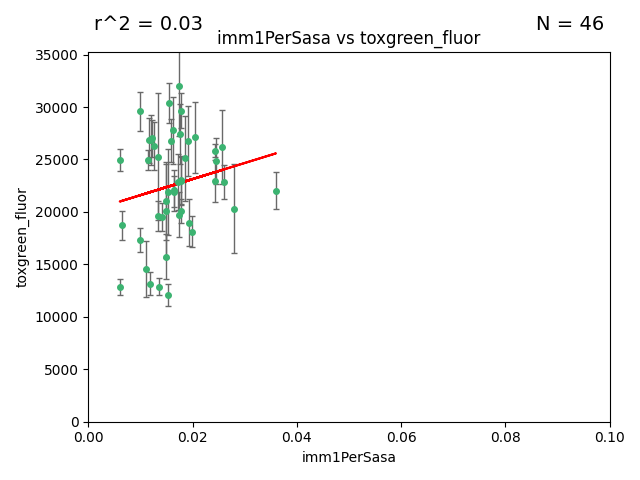 r^2 = 0.03
N = 46
imm1PerSasa vs toxgreen_fluor
35000
30000
25000
20000
15000
10000
5000
0
toxgreen_fluor
0.00
0.02
0.04
0.06
0.08
0.10
imm1PerSasa